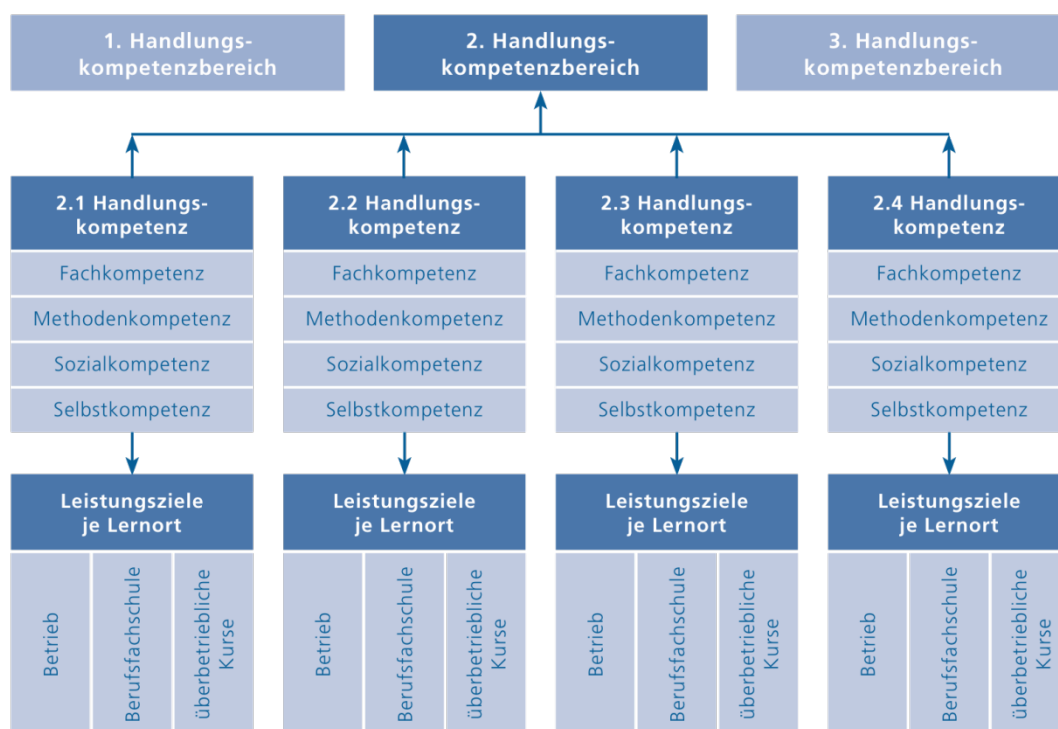 1. Handlungs-
kompetenzbereich
2. Handlungs-
kompetenzbereich
3. Handlungs-
kompetenzbereich
2.1 Handlungs-
kompetenz
Fachkompetenz
Methodenkompetenz
Sozialkompetenz
Selbstkompetenz
Leistungsziele
je Lernort
Betrieb
Berufsfachschule
überbetriebliche
Kurse
2.2 Handlungs-
kompetenz
Fachkompetenz
Methodenkompetenz
Sozialkompetenz
Selbstkompetenz
Leistungsziele
je Lernort
Betrieb
Berufsfachschule
überbetriebliche
Kurse
2.3 Handlungs-
kompetenz
Fachkompetenz
Methodenkompetenz
Sozialkompetenz
Selbstkompetenz
Leistungsziele
je Lernort
Betrieb
Berufsfachschule
überbetriebliche
Kurse
2.4 Handlungs-
kompetenz
Fachkompetenz
Methodenkompetenz
Sozialkompetenz
Selbstkompetenz
Leistungsziele
je Lernort
Betrieb
Berufsfachschule
überbetriebliche
Kurse